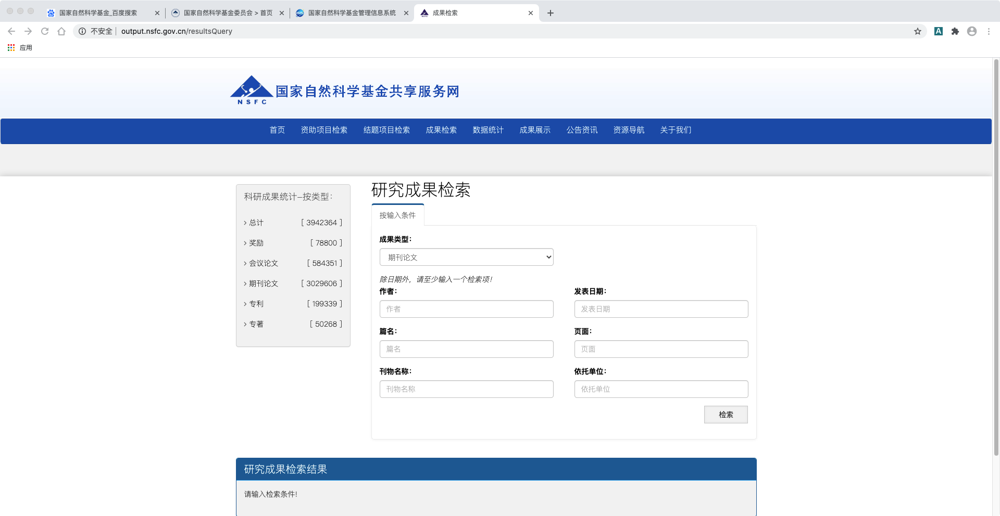 国家自然科学基金_百度搜索
国家自然科学基金委员会 > 首页
国家自然科学基金管理信息系统
成果检索
不安全 output.nsfc.gov.cn/resultsQuery
A
应用
NSFC
国家自然科学基金共享服务网
首页 资助项目检索 结题项目检索 成果检索 数据统计 成果展示 公告资讯 资源导航 关于我们
科研成果统计-按类型:
总计 [ 3942364 ]
奖励 [ 78800 ]
会议论文 [ 584351 ]
期刊论文 [ 3029606 ]
专利 [ 199339 ]
专著 [ 50268 ]
研究成果检索
按输入条件
成果类型:
期刊论文
除日期外，请至少输入一个检索项!
作者: 发表日期:
作者 发表日期
篇名: 页面:
篇名 页面
刊物名称: 依托单位:
刊物名称 依托单位
检索
研究成果检索结果
请输入检索条件!